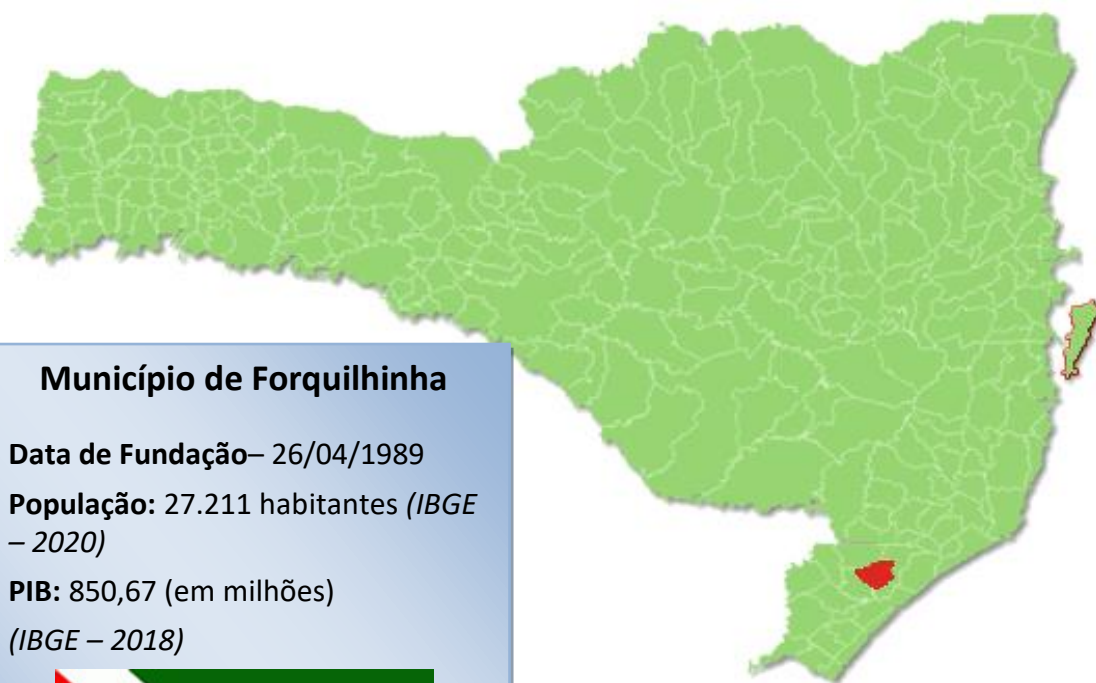 Município de Forquilhinha
Data de Fundação– 26/04/1989
População: 27.211 habitantes (IBGE
– 2020)
PIB: 850,67 (em milhões)
(IBGE – 2018)